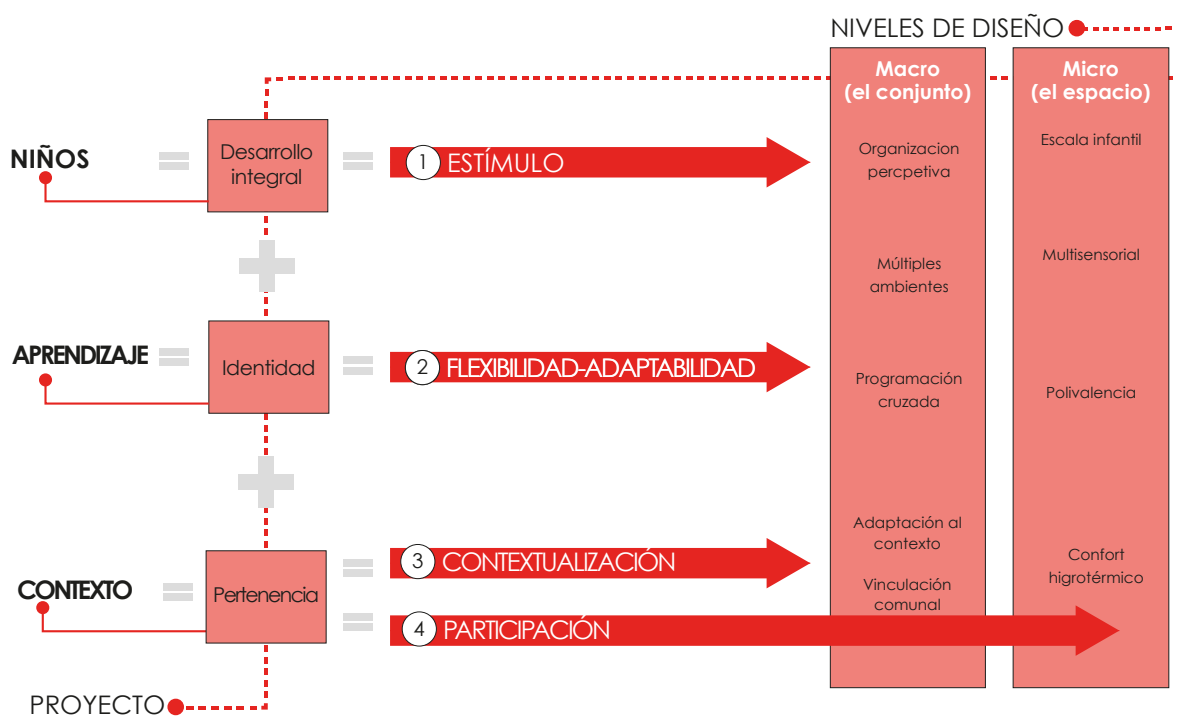 NIVELES DE DISEÑO
Macro
(el conjunto)
Micro
(el espacio)
NIÑOS
Desarrollo
integral
1 ESTÍMULO
Organizacion
percpetiva
Escala infantil
Múltiples
ambientes
Multisensorial
APRENDIZAJE
Identidad
2 FLEXIBILIDAD-ADAPTABILIDAD
Programación
cruzada
Polivalencia
CONTEXTO
Pertenencia
3 CONTEXTUALIZACIÓN
Adaptación al
contexto
Confort
higrotérmico
Vinculación
comunal
4 PARTICIPACIÓN
PROYECTO